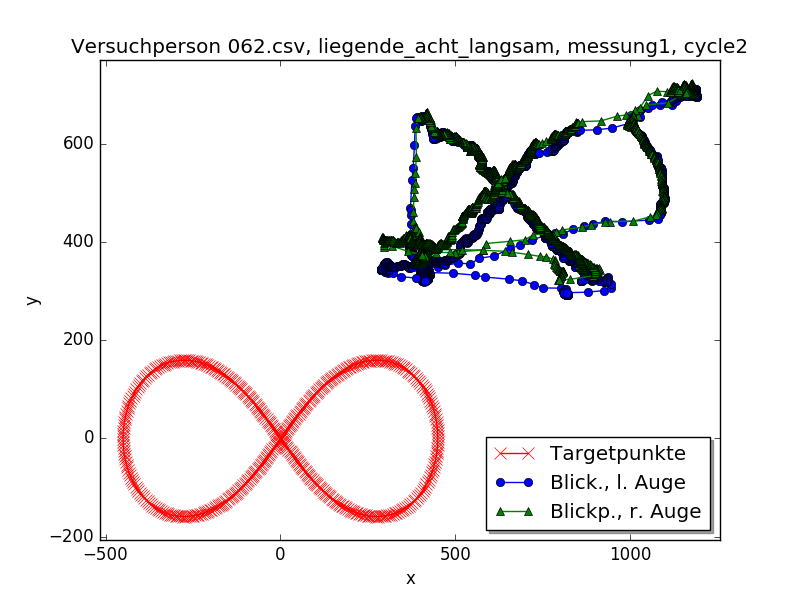 Versuchperson 062.csv, liegende_acht_langsam, messung1, cycle2
600
400
y
200
0
−200
−500
0
500
1000
x
Targetpunkte
Blick., l. Auge
Blickp., r. Auge